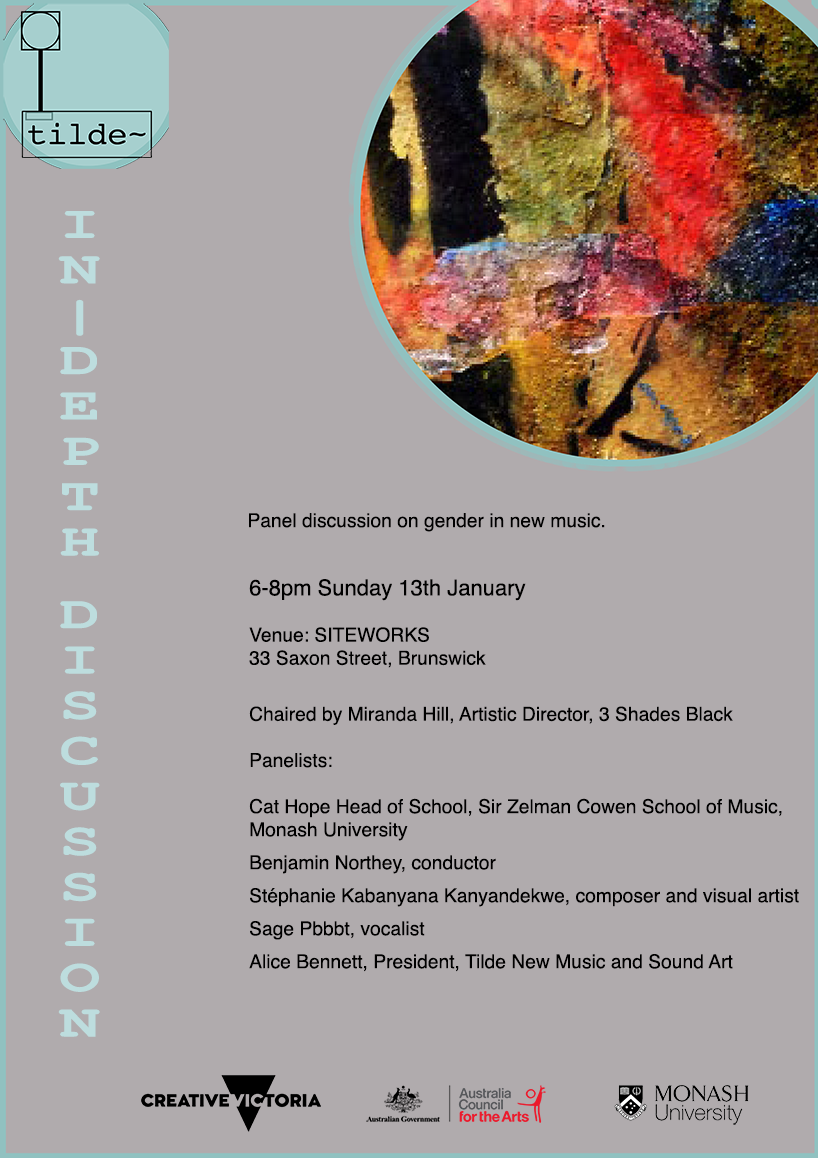 tilde~
IN-DEPTH DISCUSSION
Panel discussion on gender in new music.
6-8pm Sunday 13th January
Venue: SITEWORKS
33 Saxon Street, Brunswick
Chaired by Miranda Hill, Artistic Director, 3 Shades Black
Panelists:
Cat Hope Head of School, Sir Zelman Cowen School of Music,
Monash University
Benjamin Northey, conductor
Stéphanie Kabanyana Kanyandekwe, composer and visual artist
Sage Pbbbt, vocalist
Alice Bennett, President, Tilde New Music and Sound Art
CREATIVE VICTORIA
Australian Government
Australia
Council
for the Arts
MONASH
University